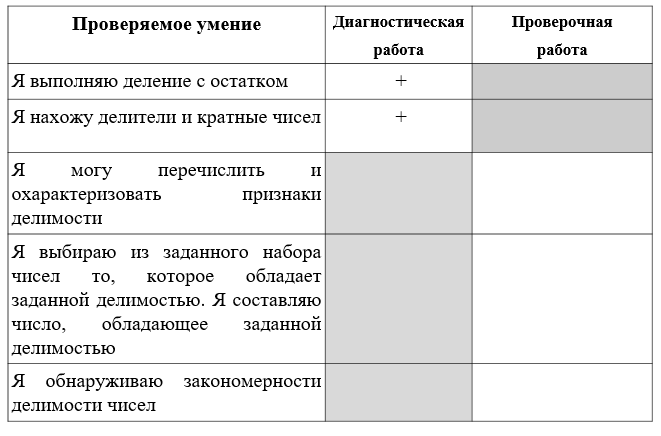 Проверяемое умение
Диагностическая
работа
Проверочная
работа
Я выполняю деление с остатком
+
Я нахожу делители и кратные чисел
+
Я могу перечислить и
охарактеризовать признаки
делимости
Я выбираю из заданного набора
чисел то, которое обладает
заданной делимостью. Я составляю
число, обладающее заданной
делимостью
Я обнаруживаю закономерности
делимости чисел